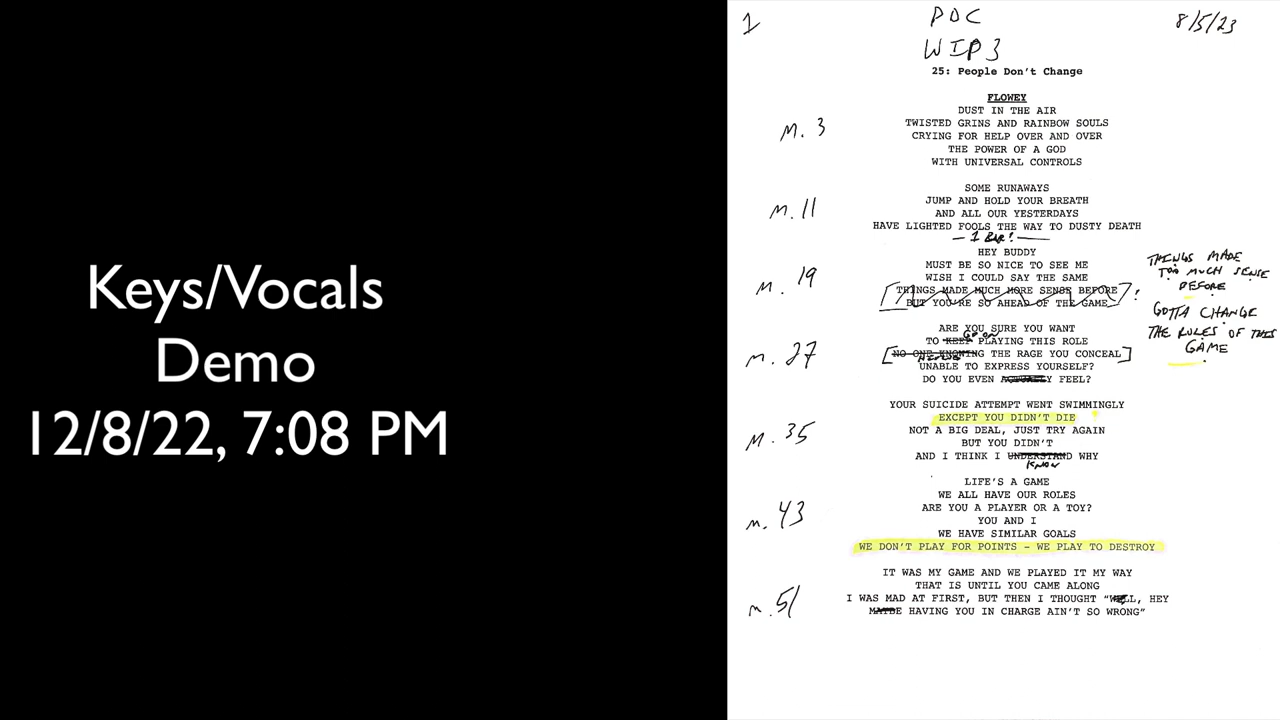 Keys/Vocals
Demo
12/8/22, 7:08 PM
1
PDC
8/5/23
WIP3
25: People Don't Change
FLOWEY
DUST IN THE AIR
m. 3
TWISTED GRINS AND RAINBOW SOULS
CRYING FOR HELP OVER AND OVER
THE POWER OF A GOD
WITH UNIVERSAL CONTROLS
SOME RUNAWAYS
m. 11
JUMP AND HOLD YOUR BREATH
AND ALL OUR YESTERDAYS
HAVE LIGHTED FOOLS THE WAY TO DUSTY DEATH
— 1 BAR! —
HEY BUDDY
MUST BE SO NICE TO SEE ME
m. 19
WISH I COULD SAY THE SAME
THINGS MADE MUCH MORE SENSE BEFORE
BUT YOU'RE SO AHEAD OF THE GAME
THINGS MADE
TOO MUCH SENSE
BEFORE
GOTTA CHANGE
THE RULES OF THIS
GAME
ARE YOU SURE YOU WANT
GO ON
TO KEEP PLAYING THIS ROLE
m. 27
NO ONE KNOWING THE RAGE YOU CONCEAL
UNABLE TO EXPRESS YOURSELF?
DO YOU EVEN ACTUALLY FEEL?
YOUR SUICIDE ATTEMPT WENT SWIMMINGLY
EXCEPT YOU DIDN'T DIE
m. 35
NOT A BIG DEAL, JUST TRY AGAIN
BUT YOU DIDN'T
AND I THINK I UNDERSTAND WHY
KNOW
LIFE'S A GAME
WE ALL HAVE OUR ROLES
ARE YOU A PLAYER OR A TOY?
m. 43
YOU AND I
WE HAVE SIMILAR GOALS
WE DON'T PLAY FOR POINTS – WE PLAY TO DESTROY
IT WAS MY GAME AND WE PLAYED IT MY WAY
THAT IS UNTIL YOU CAME ALONG
m. 51
I WAS MAD AT FIRST, BUT THEN I THOUGHT "WELL, HEY
MAYBE HAVING YOU IN CHARGE AIN'T SO WRONG"